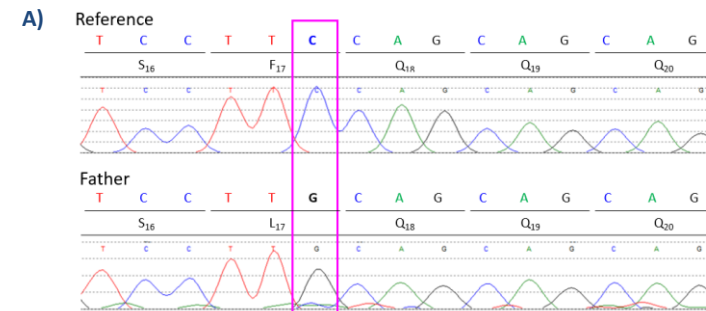 A)
Reference
T C C T T C C A G C A G C A G
S16 F17 Q18 Q19 Q20
T C C T T C C A G C A G C A G
Father
T C C T T G C A G C A G C A G
S16 L17 Q18 Q19 Q20
T C C T T G C A G C A G C A G